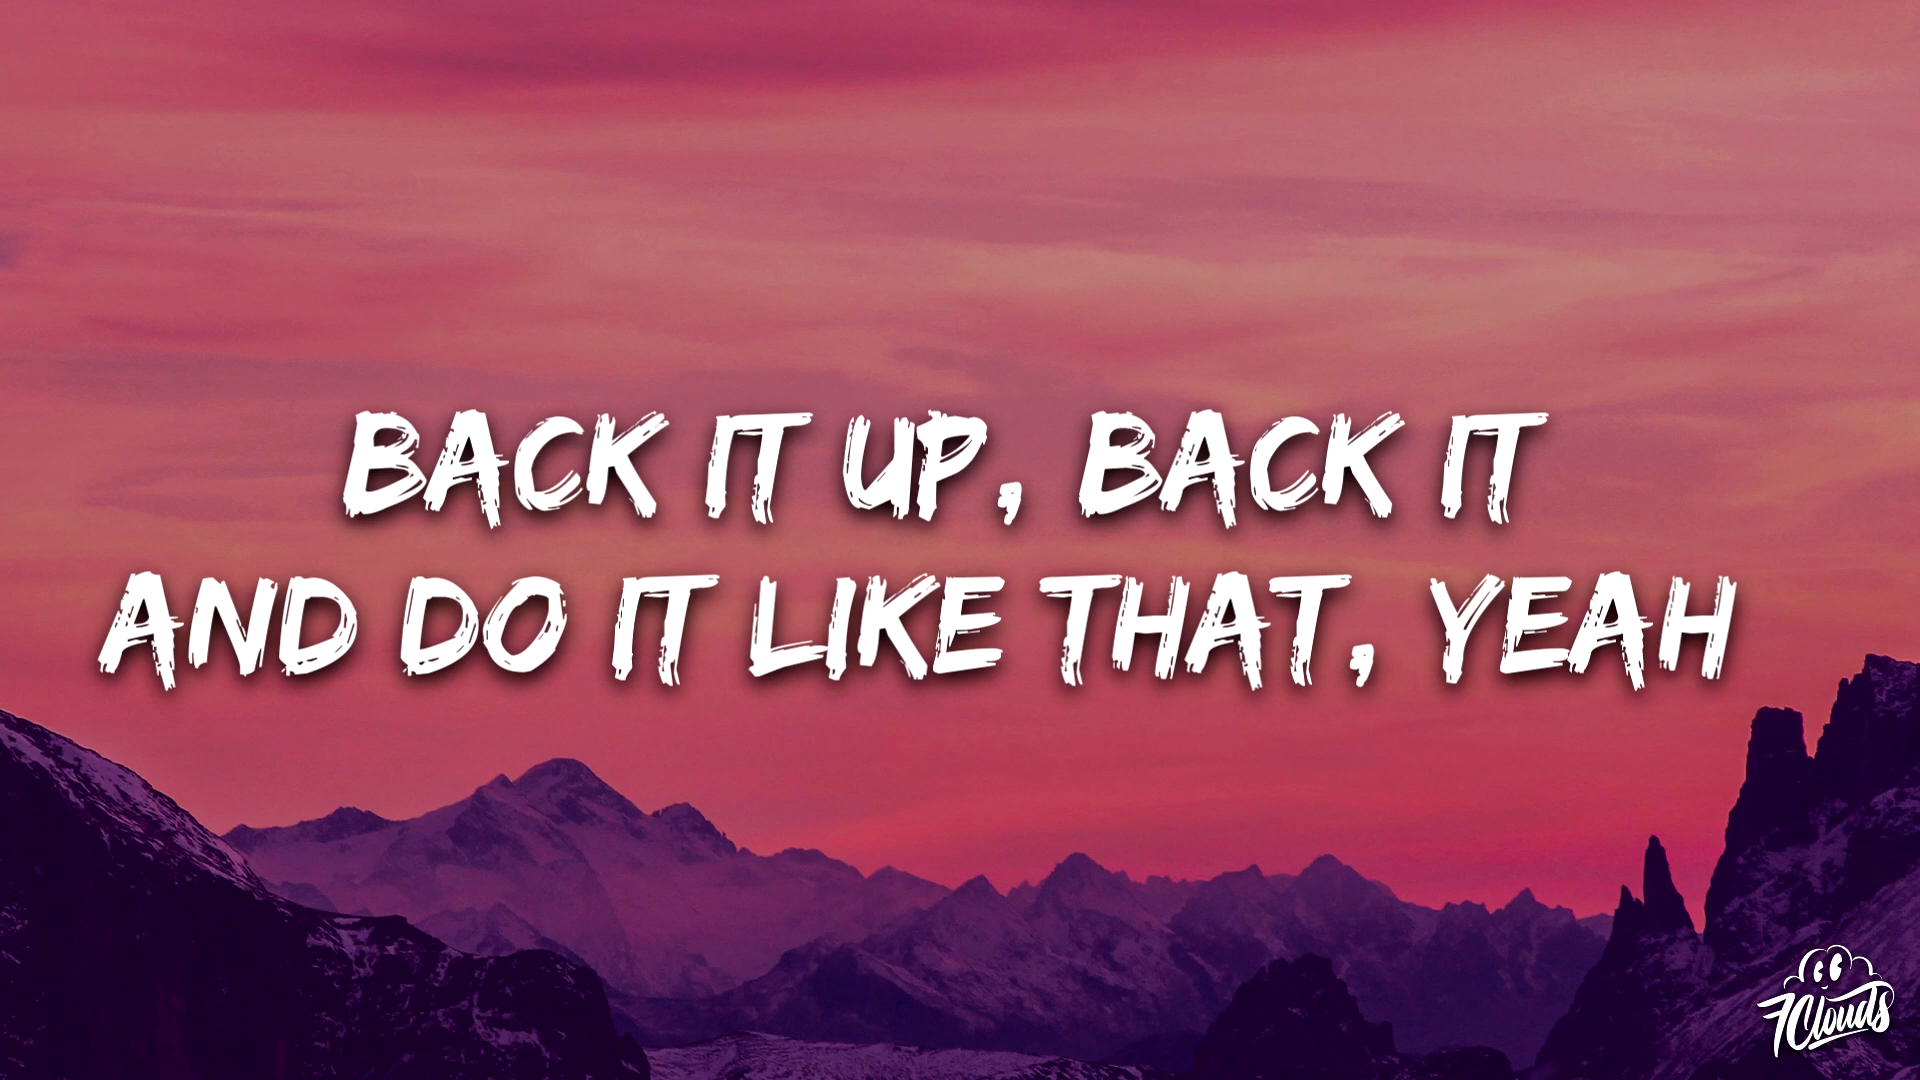 BACK IT UP, BACK IT
AND DO IT LIKE THAT, YEAH
7Clouds